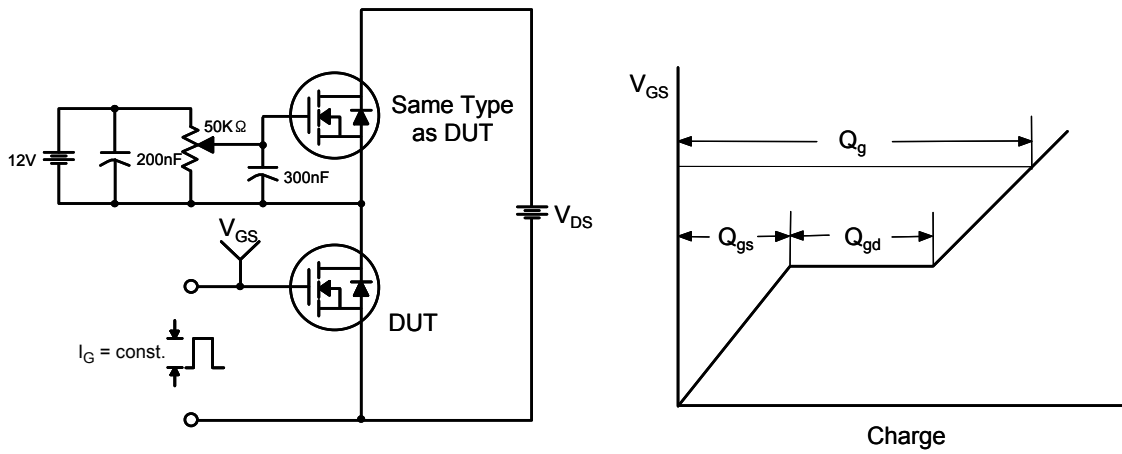 12V
200nF
50KΩ
300nF
Same Type
as DUT
V_DS
V_GS
DUT
I_G = const.
V_GS
Q_g
Q_gs
Q_gd
Charge